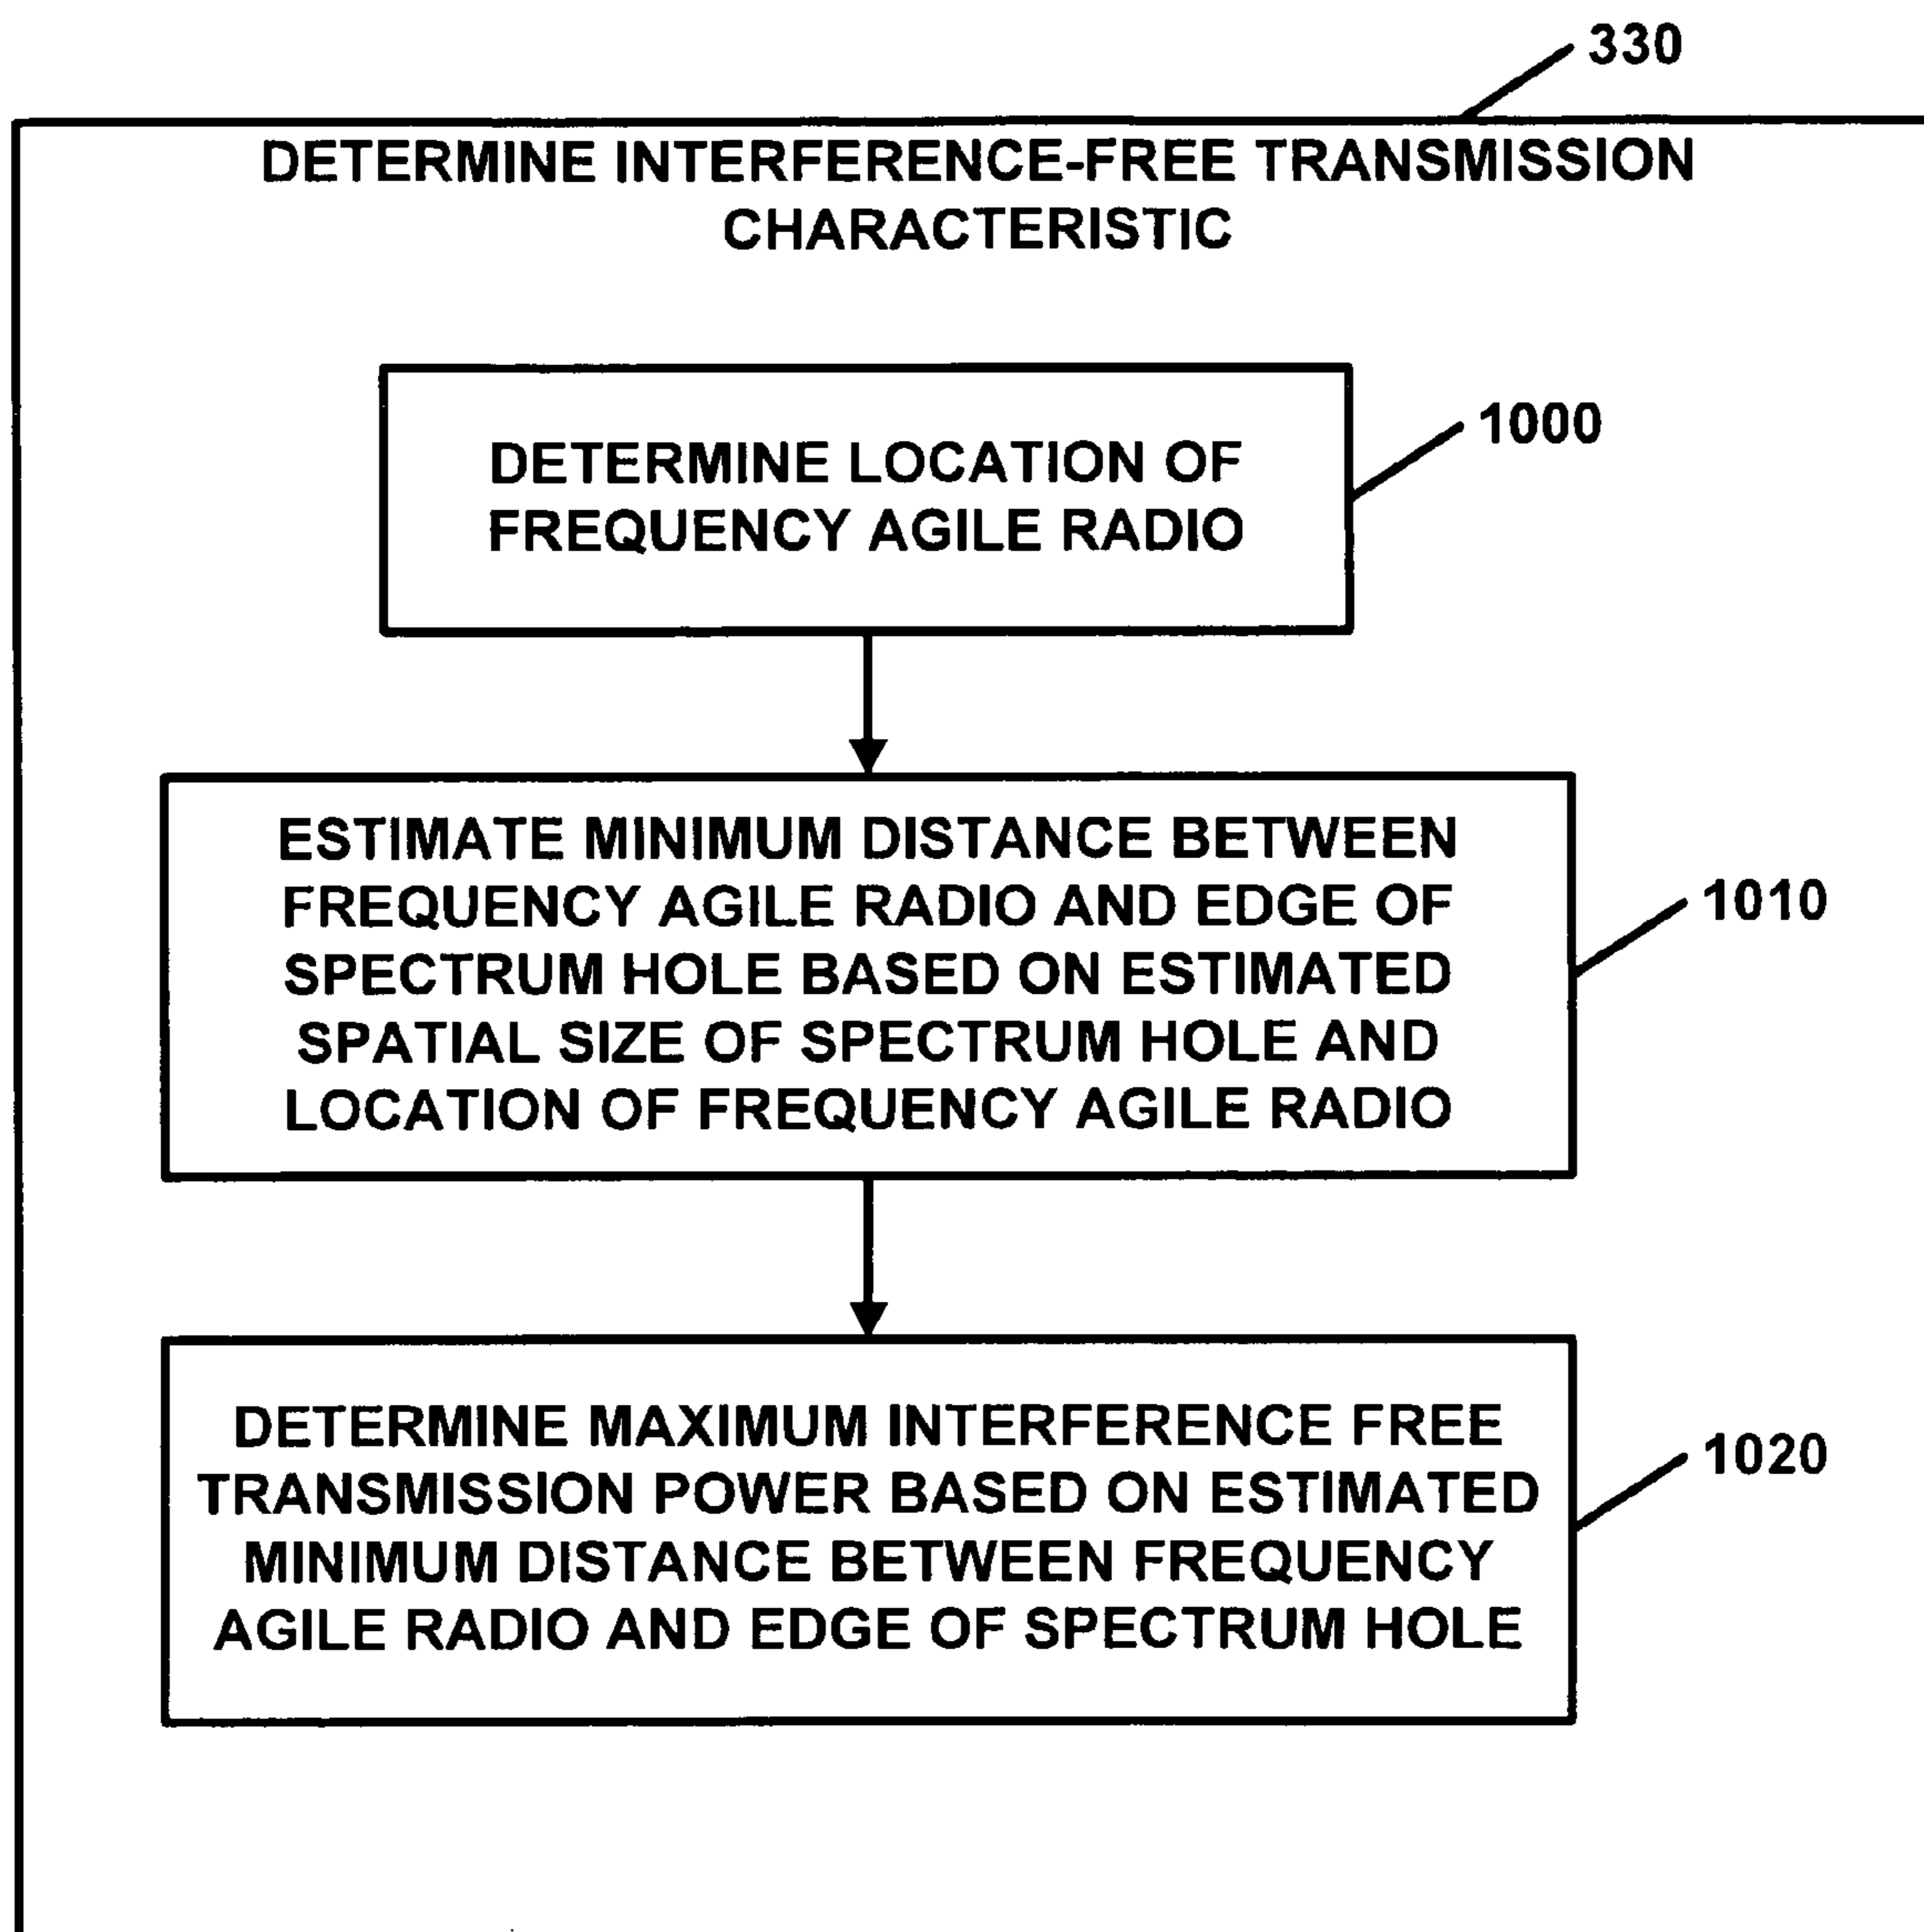 330
DETERMINE INTERFERENCE-FREE TRANSMISSION
CHARACTERISTIC
DETERMINE LOCATION OF
FREQUENCY AGILE RADIO
1000
ESTIMATE MINIMUM DISTANCE BETWEEN
FREQUENCY AGILE RADIO AND EDGE OF
SPECTRUM HOLE BASED ON ESTIMATED
SPATIAL SIZE OF SPECTRUM HOLE AND
LOCATION OF FREQUENCY AGILE RADIO
1010
DETERMINE MAXIMUM INTERFERENCE FREE
TRANSMISSION POWER BASED ON ESTIMATED
MINIMUM DISTANCE BETWEEN FREQUENCY
AGILE RADIO AND EDGE OF SPECTRUM HOLE
1020